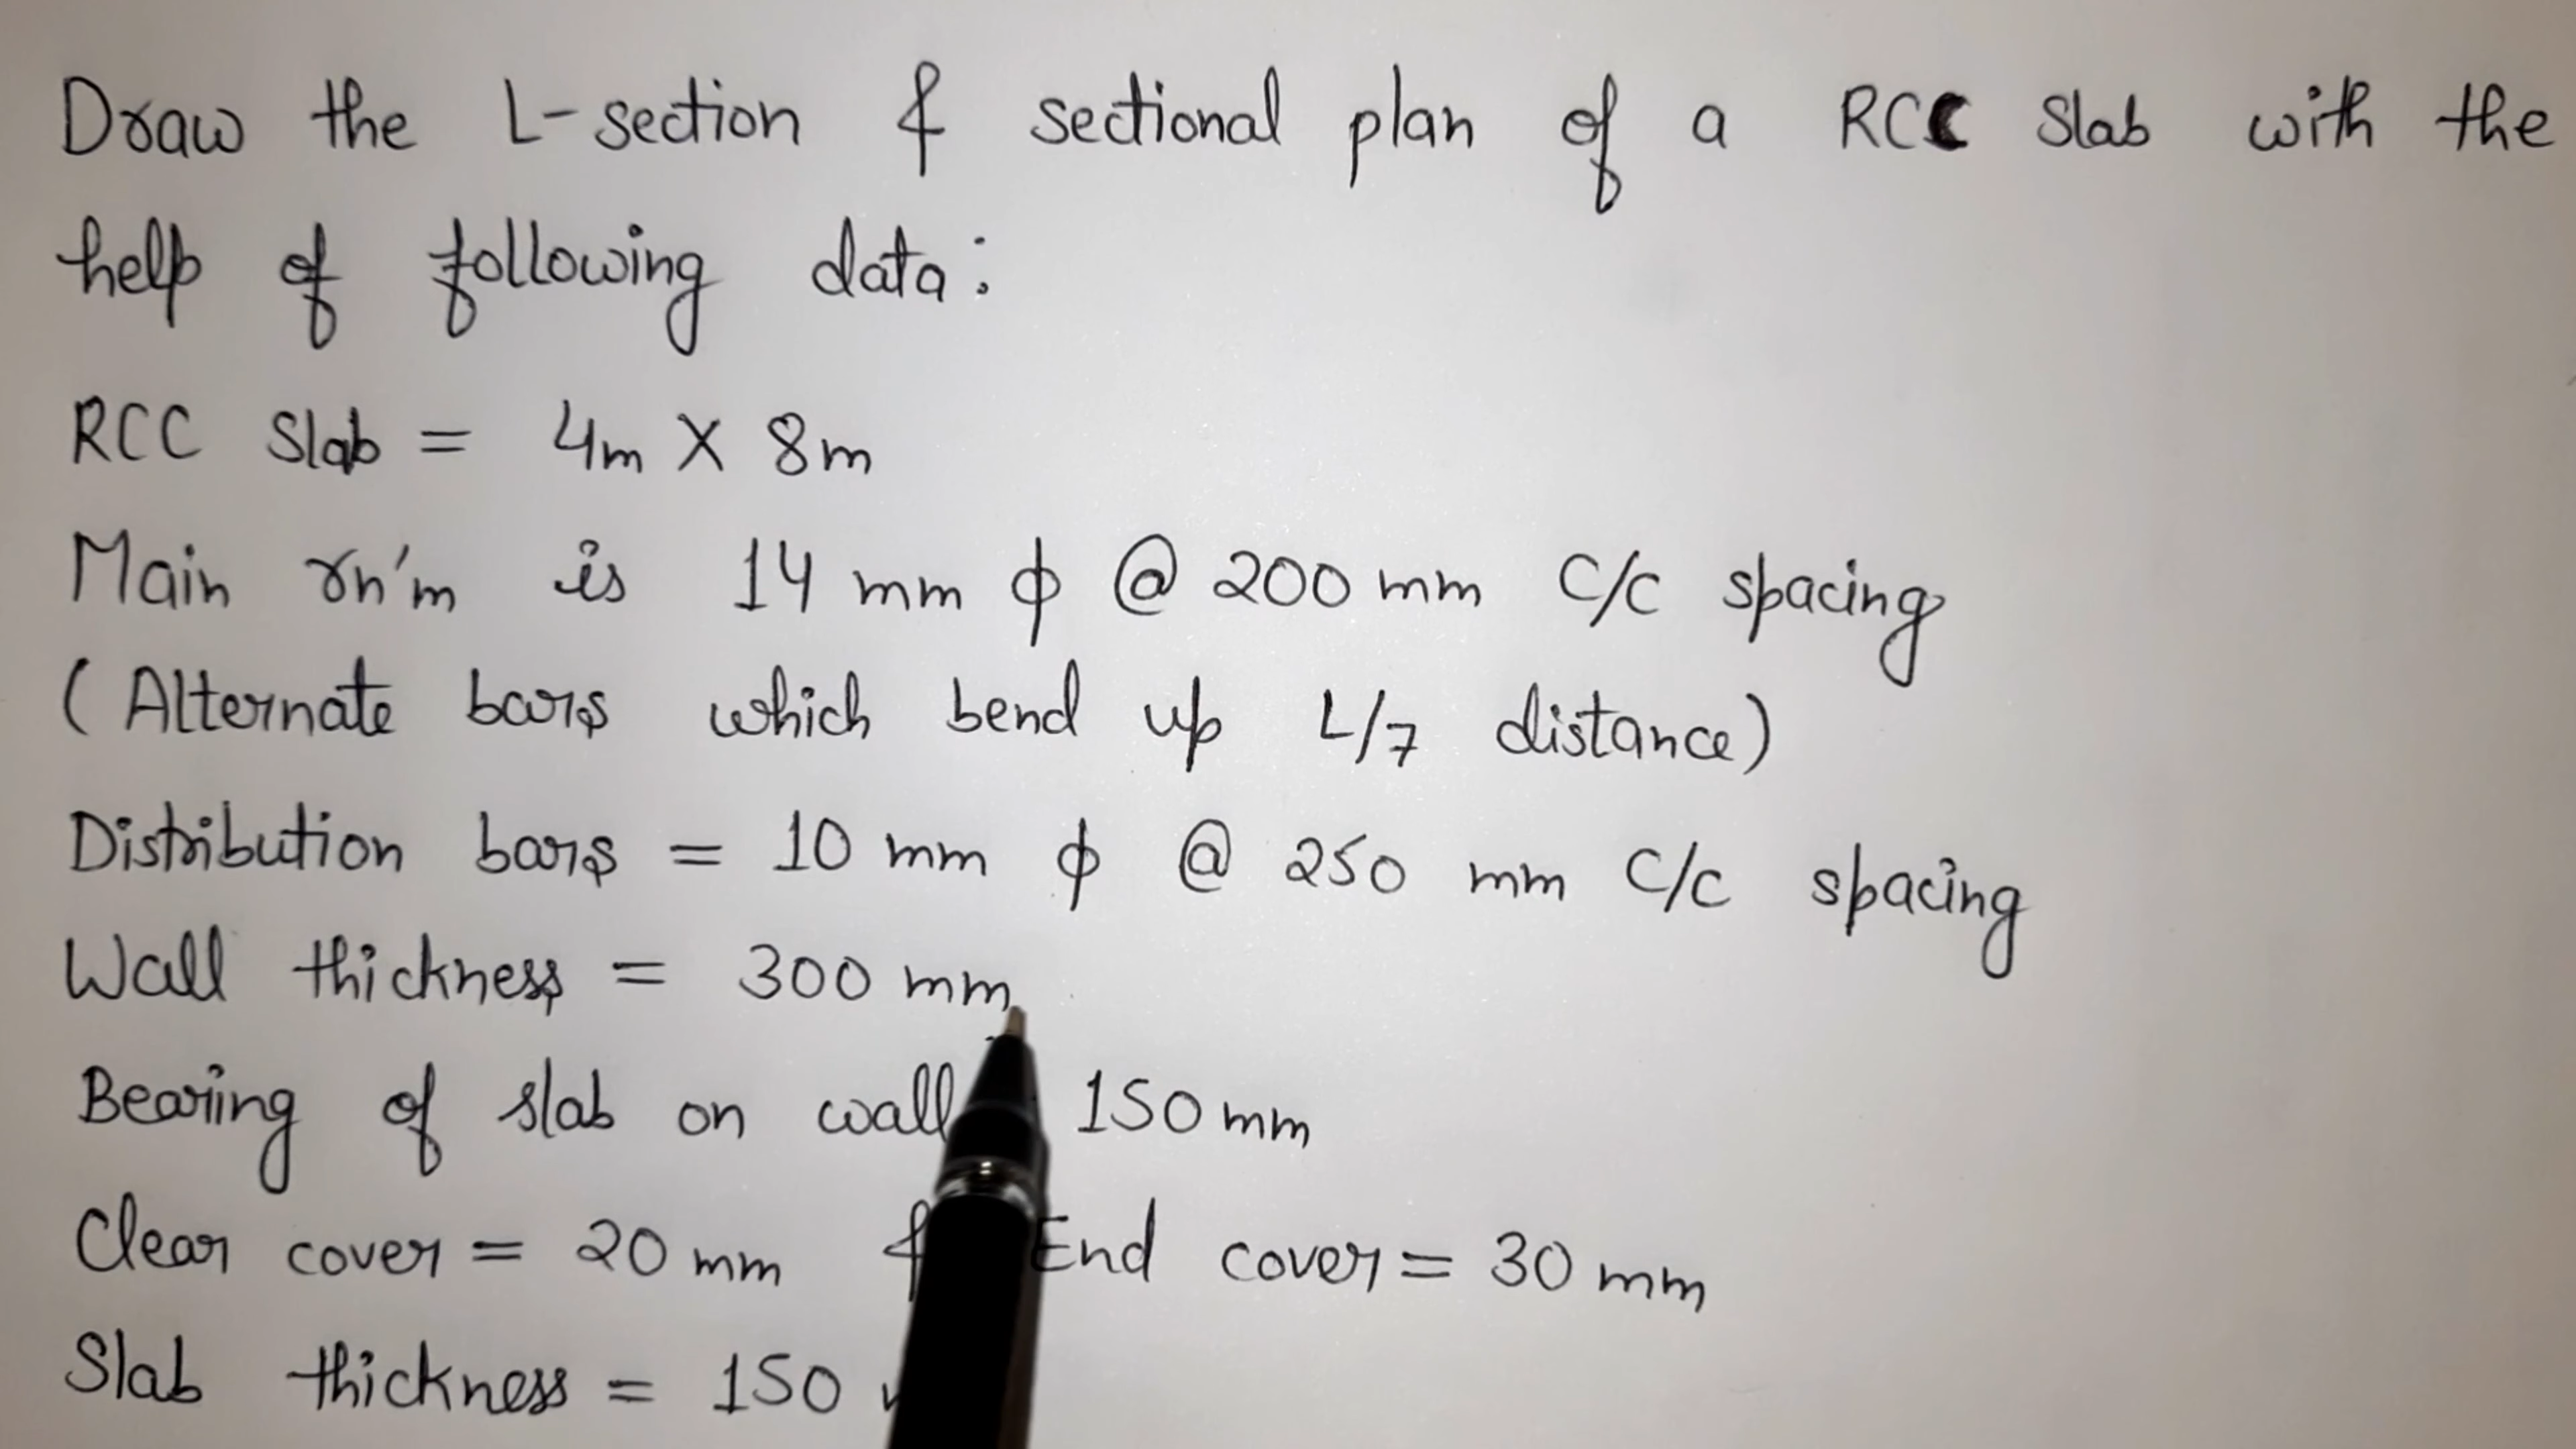 Draw the L-section & sectional plan of a RCC Slab with the
help of following data:
RCC Slab = 4m X 8m
Main rn'm is 14 mm ϕ @ 200 mm C/C spacing
(Alternate bars which bend up L/7 distance)
Distribution bars = 10 mm ϕ @ 250 mm C/C spacing
Wall thickness = 300 mm
Bearing of slab on wall 150 mm
Clear cover = 20 mm & End cover = 30 mm
Slab thickness = 150